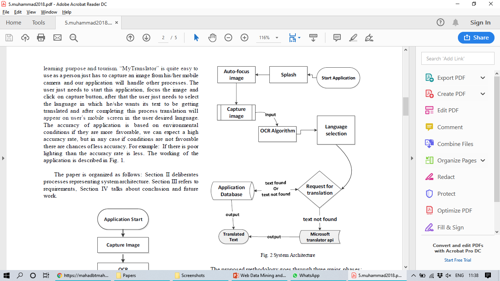 S.muhammad2018.pdf - Adobe Acrobat Reader DC
File Edit View Window Help
Home Tools S.muhammad2018.p... × Sign In
2 / 5 116% Share
learning purpose and tourism. "MyTranslator" is quite easy to
use as a person just has to capture an image from his/her mobile
camera and our application will handle other processes. The
user just needs to start this application, focus the image and
click on capture button, after that the user just needs to select
the language in which he/she wants its text to be getting
translated and after completing this process translation will
appear on user's mobile screen in the user desired language.
The accuracy of application is based on environmental
conditions if they are more favorable, we can expect a high
accuracy rate, but in any case if conditions are not favorable
there are chances of less accuracy. For example: If there is poor
lighting than the accuracy rate is less. The working of the
application is described in Fig. 1.
The paper is organized as follows: Section II deliberates
processes representing system architecture. Section III refers to
requirements, Section IV talks about conclusion and future
work.
Application Start
Capture Image
OCR
Auto-focus
image
Splash
Start Application
Capture
image
input
OCR Algorithm
Language
selection
Application
Database
text found
Or
text not found
Request for
translation
output
text not found
Translated
Text
output
Microsoft
translator api
Fig. 2 System Architecture
The proposed methodology goes through three major phases:
Search 'Add Link'
Export PDF
Create PDF
Edit PDF
Comment
Combine Files
Organize Pages
Redact
Protect
Optimize PDF
Fill & Sign
Convert and edit PDFs
with Acrobat Pro DC
Start Free Trial
https://mahadbitmah... Papers Screenshots Web Data Mining and... WhatsApp S.muhammad2018.p... ENG 11:38